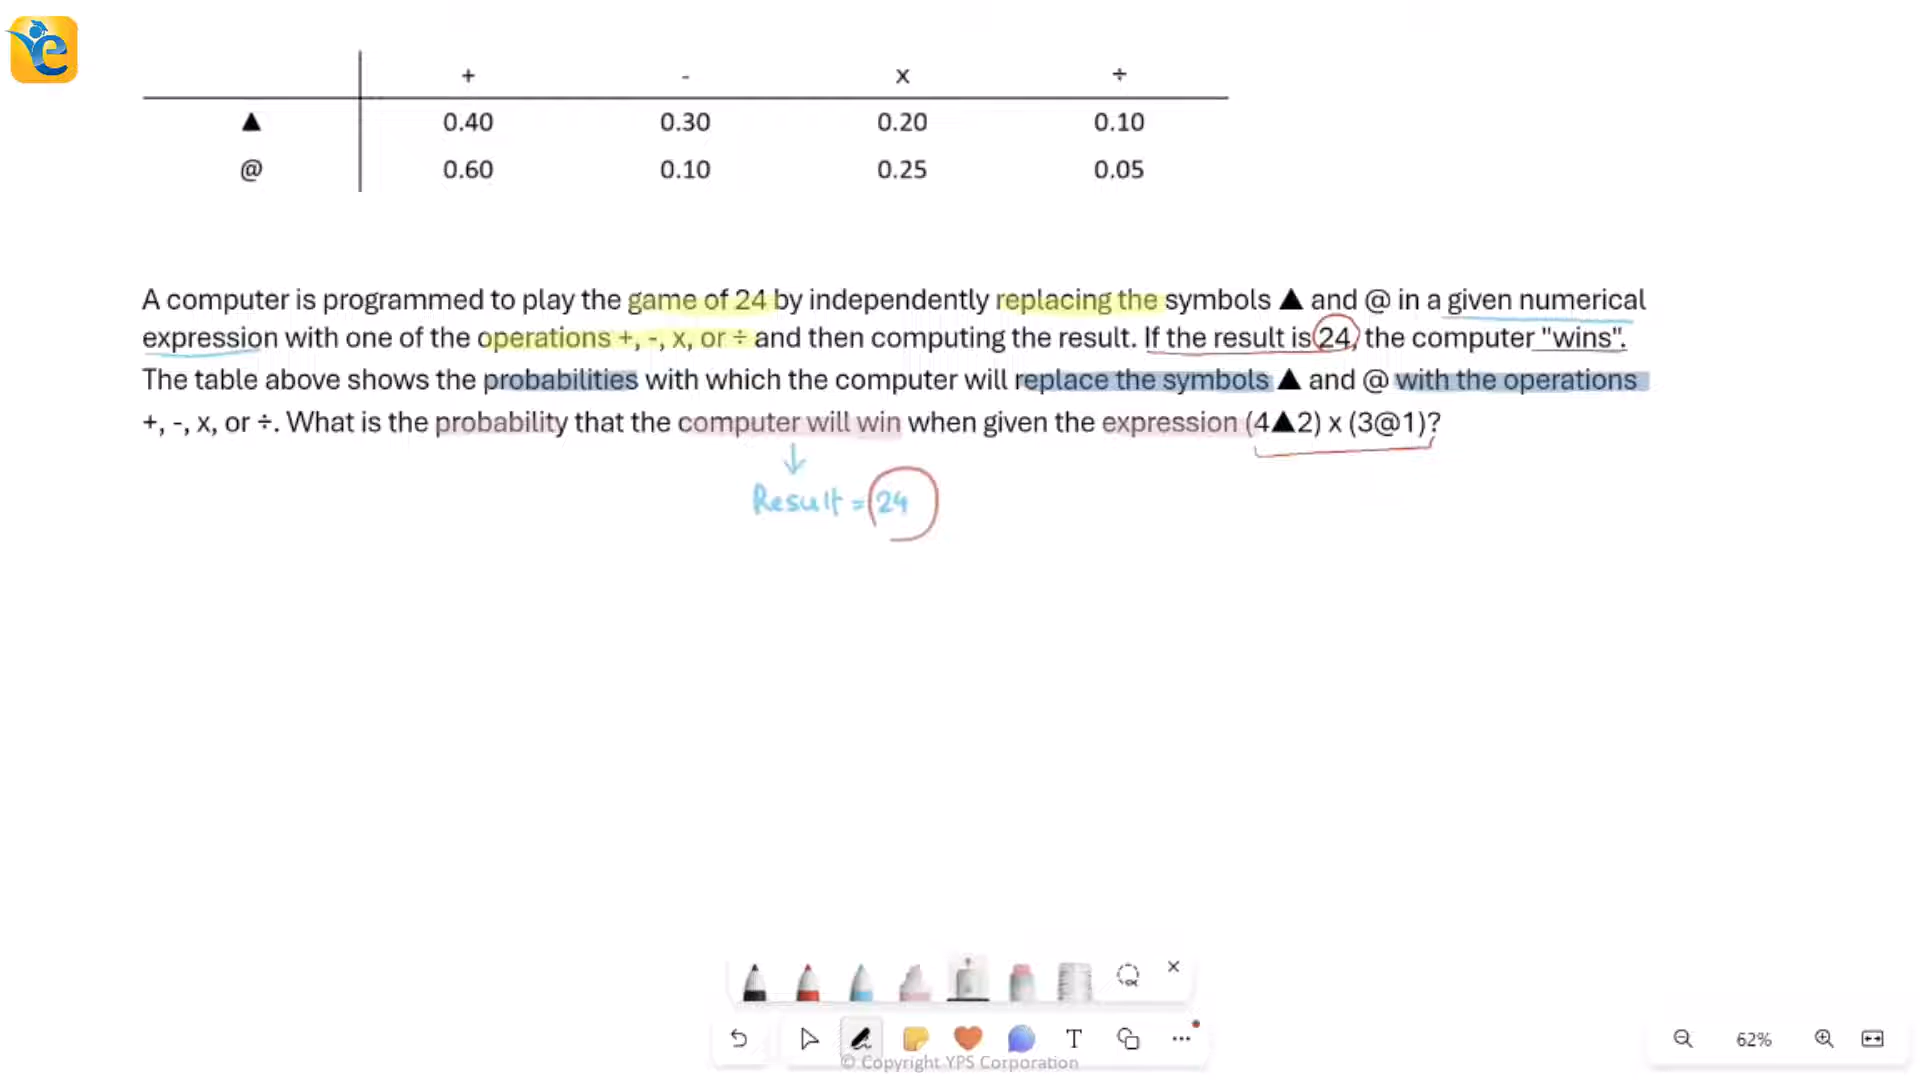 e
+ - x ÷
▲ 0.40 0.30 0.20 0.10
@ 0.60 0.10 0.25 0.05
A computer is programmed to play the game of 24 by independently replacing the symbols ▲ and @ in a given numerical
expression with one of the operations +, -, x, or ÷ and then computing the result. If the result is 24, the computer "wins".
The table above shows the probabilities with which the computer will replace the symbols ▲ and @ with the operations
+, -, x, or ÷. What is the probability that the computer will win when given the expression (4▲2) x (3@1)?
Result = 24
T
© Copyright YPS Corporation
62%